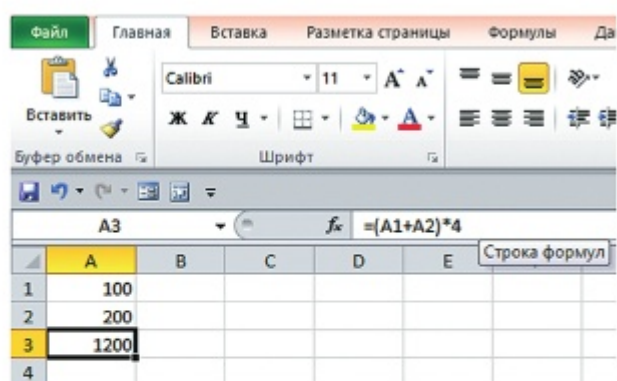 Файл Главная Вставка Разметка страницы Формулы Да
Вставить
Calibri 11 A A
Ж К Ч A
Буфер обмена Шрифт
A3 fx =(A1+A2)*4
Строка формул
A B C D E
1 100
2 200
3 1200
4